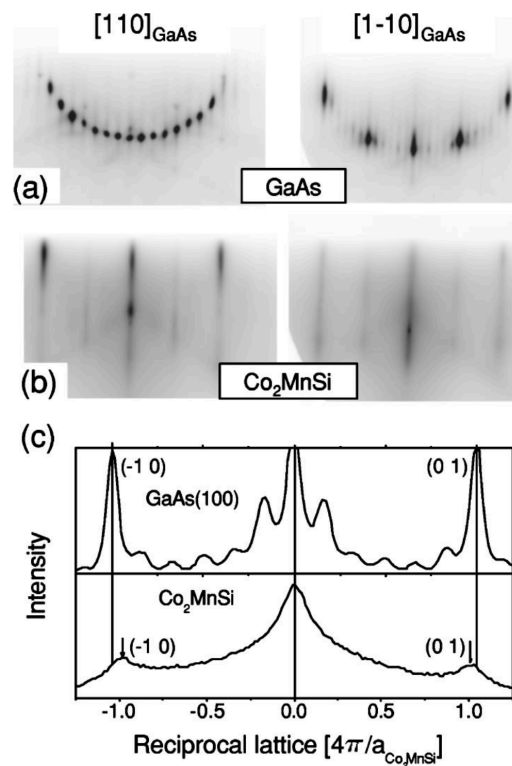 [110]GaAs [1-10]GaAs
(a)
GaAs
(b)
Co₂MnSi
(c)
(-1 0) (0 1)
GaAs(100)
Intensity
Co₂MnSi
(-1 0) (0 1)
-1.0 -0.5 0.0 0.5 1.0
Reciprocal lattice [4π/aCo₂MnSi]